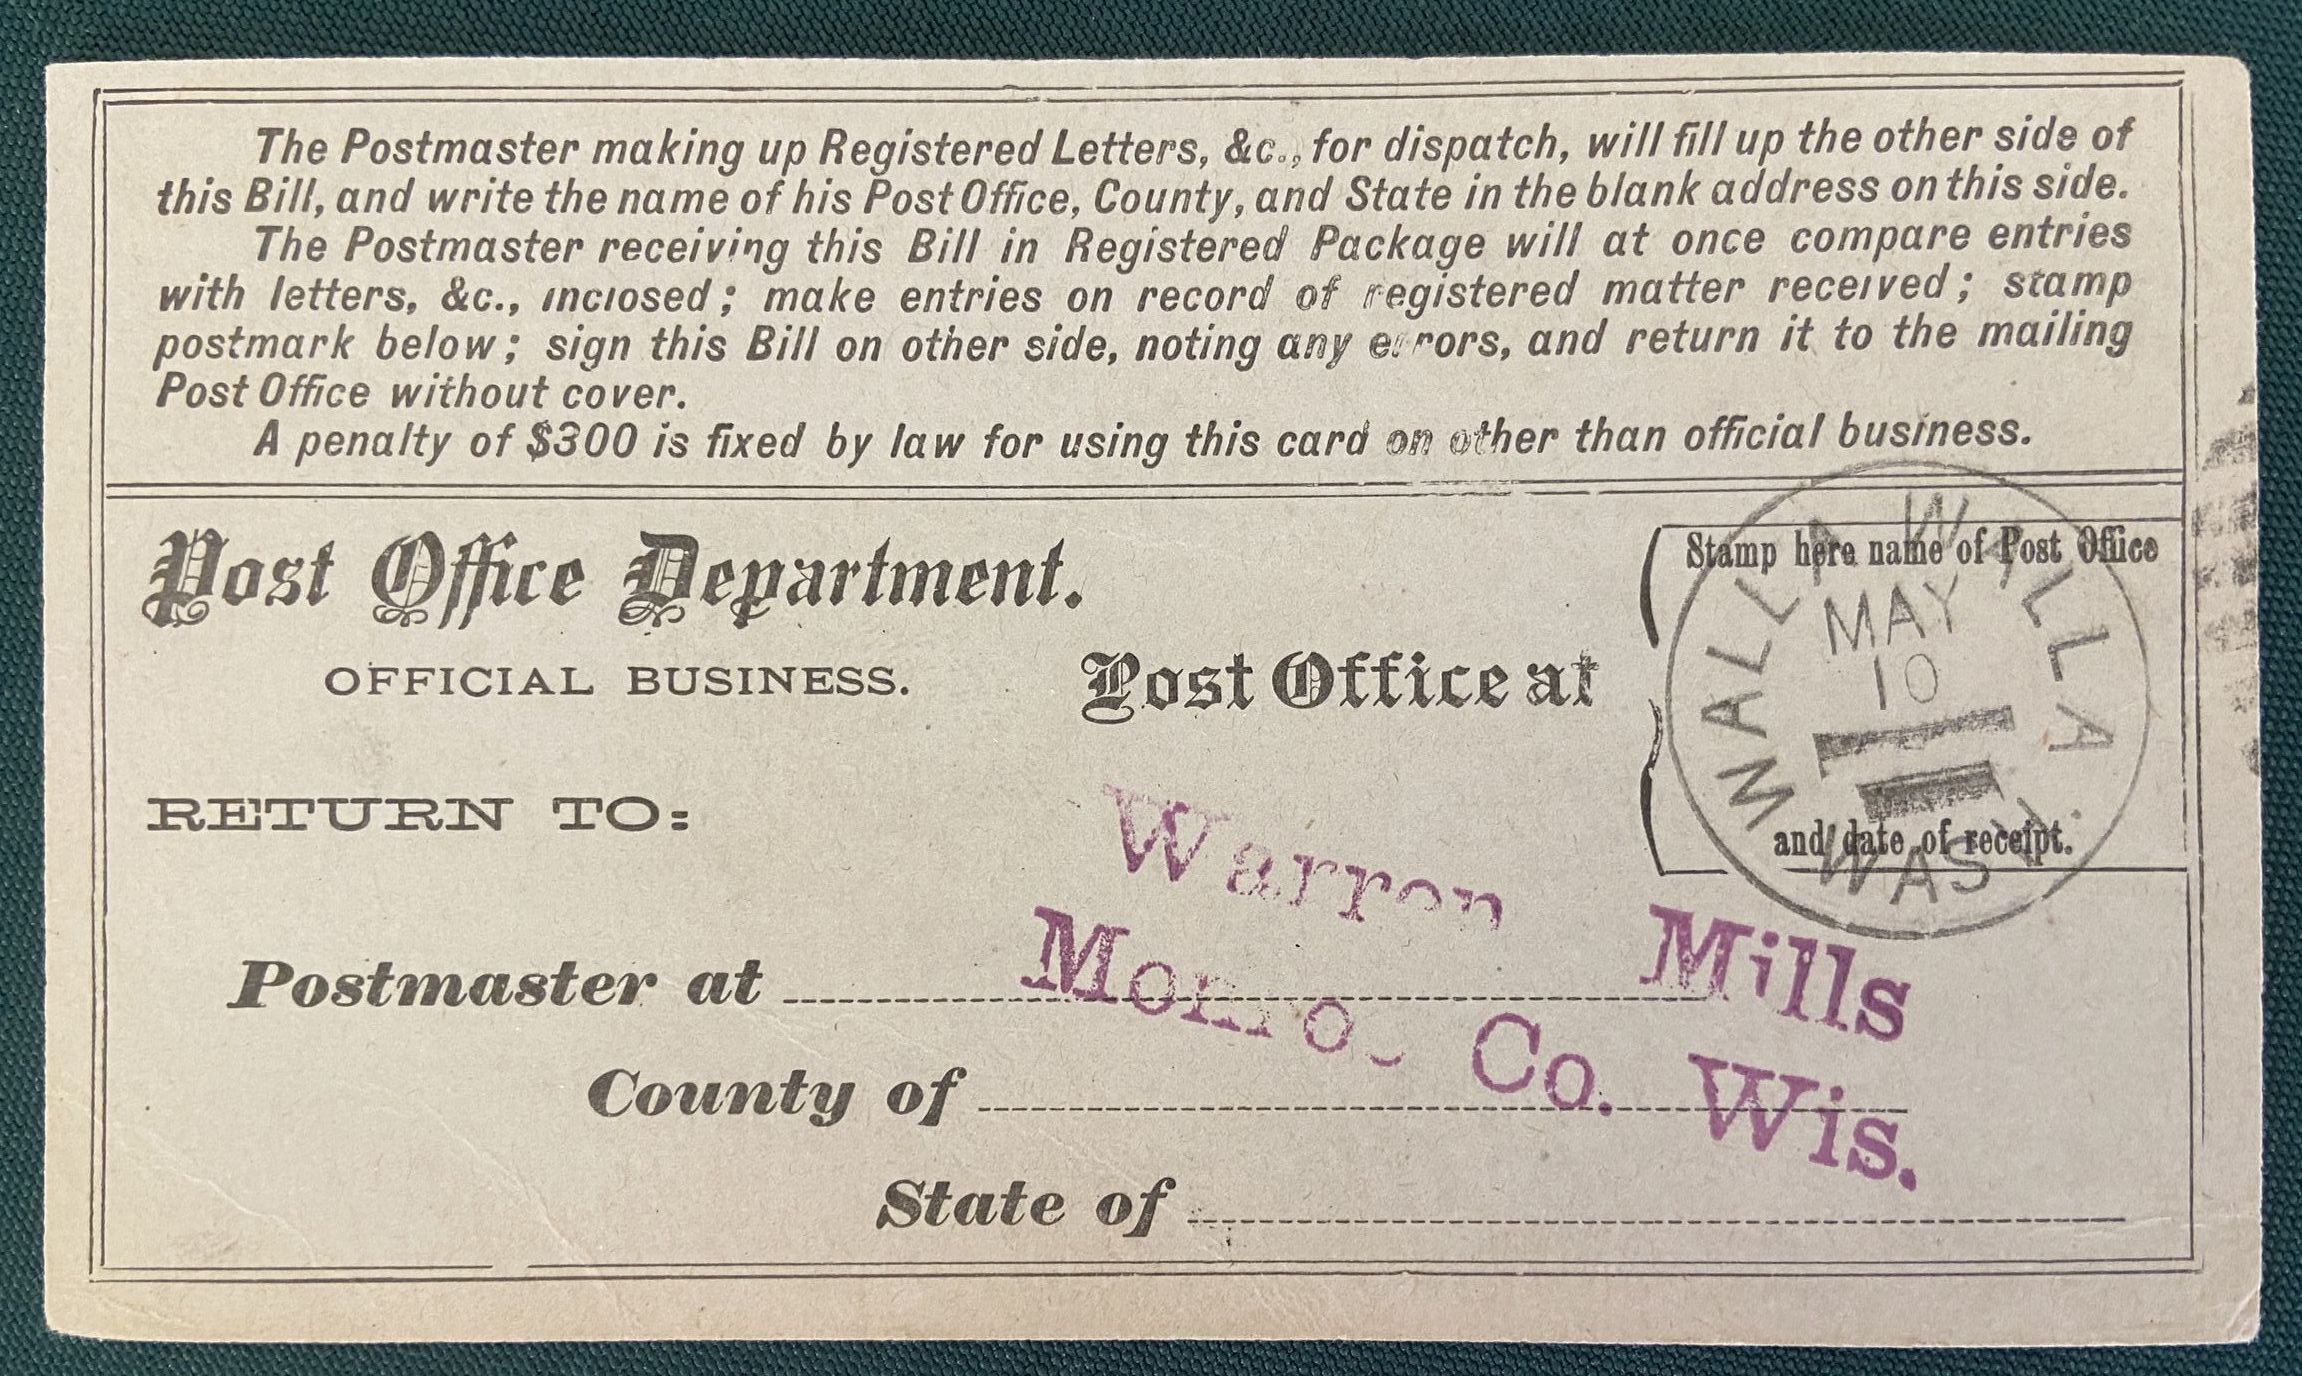 The Postmaster making up Registered Letters, &c., for dispatch, will fill up the other side of
this Bill, and write the name of his Post Office, County, and State in the blank address on this side.
The Postmaster receiving this Bill in Registered Package will at once compare entries
with letters, &c., inclosed; make entries on record of registered matter received; stamp
postmark below; sign this Bill on other side, noting any errors, and return it to the mailing
Post Office without cover.
A penalty of $300 is fixed by law for using this card on other than official business.
Post Office Department.
OFFICIAL BUSINESS.
Post Office at
Stamp here name of Post Office
and date of receipt.
WALLA WALLA
MAY
10
WASH.
RETURN TO:
Warren Mills
Monroe Co. Wis.
Postmaster at
County of
State of